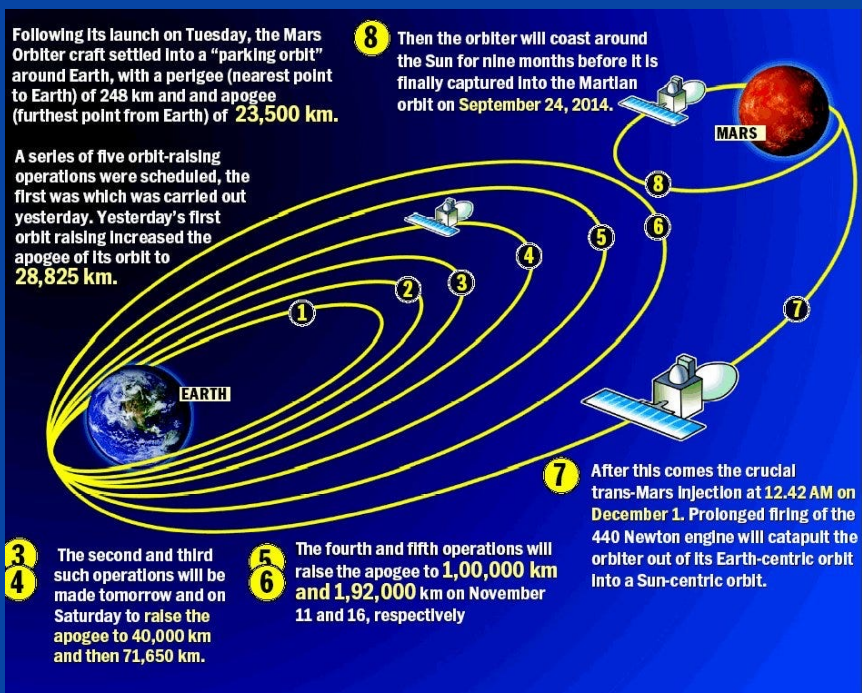 Following its launch on Tuesday, the Mars
Orbiter craft settled into a “parking orbit”
around Earth, with a perigee (nearest point
to Earth) of 248 km and and apogee
(furthest point from Earth) of 23,500 km.
A series of five orbit-raising
operations were scheduled, the
first was which was carried out
yesterday. Yesterday’s first
orbit raising increased the
apogee of its orbit to
28,825 km.
8
Then the orbiter will coast around
the Sun for nine months before it is
finally captured into the Martian
orbit on September 24, 2014.
MARS
8
6
5
4
3
2
1
7
EARTH
7
After this comes the crucial
trans-Mars injection at 12.42 AM on
December 1. Prolonged firing of the
440 Newton engine will catapult the
orbiter out of its Earth-centric orbit
into a Sun-centric orbit.
3
4
The second and third
such operations will be
made tomorrow and on
Saturday to raise the
apogee to 40,000 km
and then 71,650 km.
5
6
The fourth and fifth operations will
raise the apogee to 1,00,000 km
and 1,92,000 km on November
11 and 16, respectively